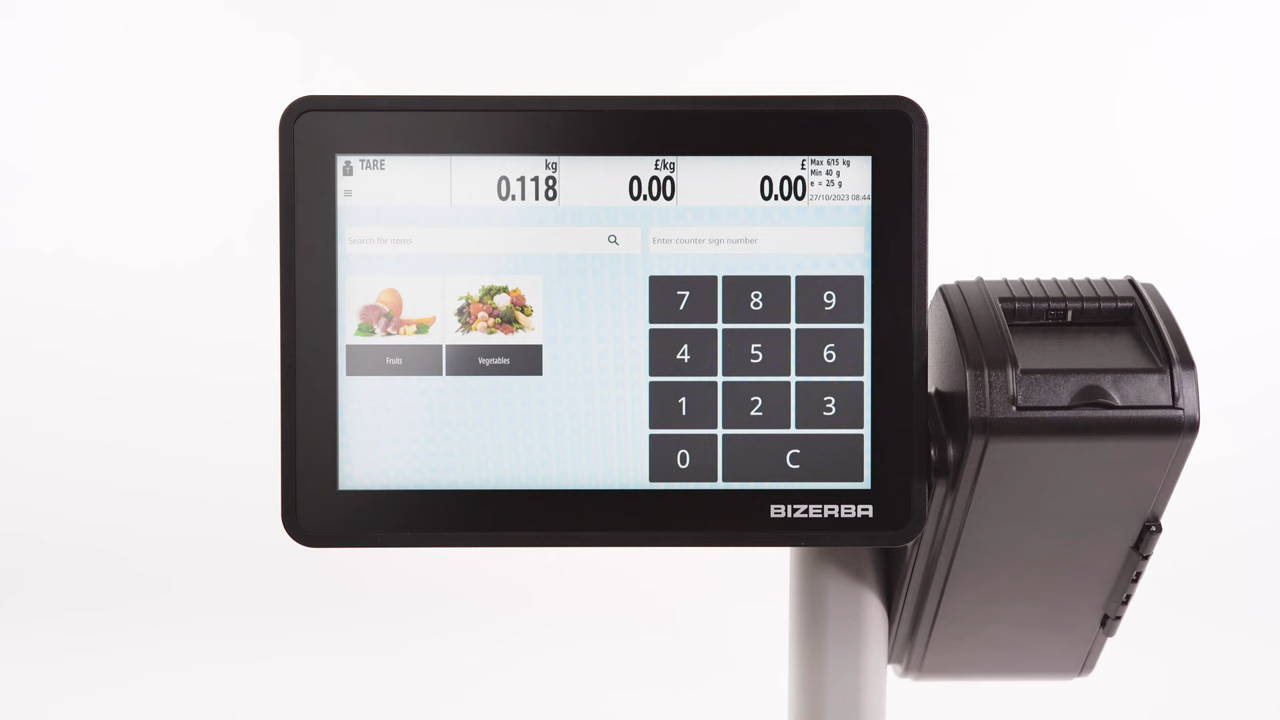 TARE
kg
0.118
£/kg
0.00
£
0.00
Max 6/15 kg
Min 40 g
e = 2/5 g
27/10/2023 08:44
Search for items
Enter counter sign number
Fruits
Vegetables
7 8 9
4 5 6
1 2 3
0 C
BIZERBA